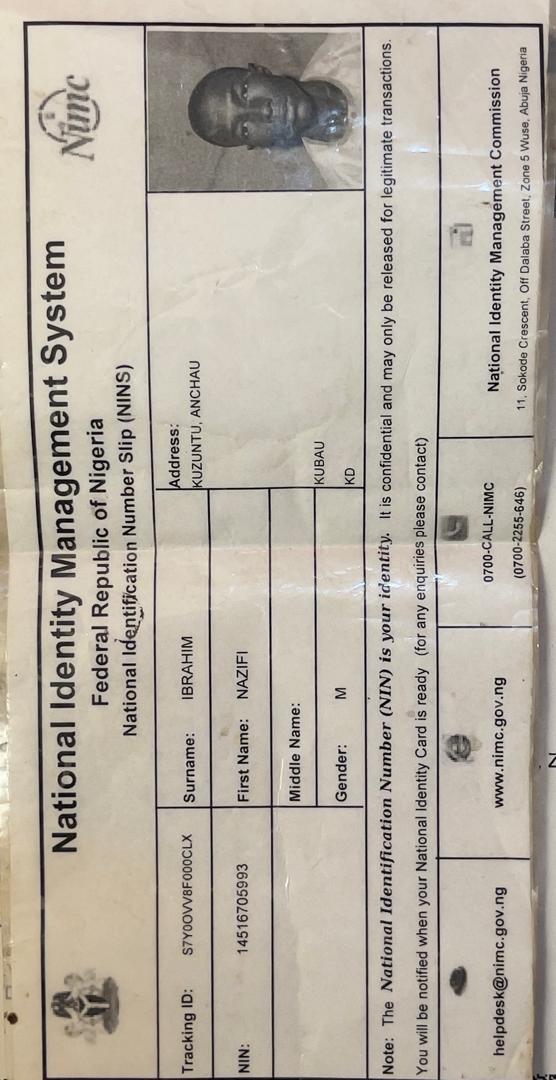 National Identity Management System
Federal Republic of Nigeria
National Identification Number Slip (NINS)
Nimc
Tracking ID: S7Y0OVV8F000CLX
Surname: IBRAHIM
Address:
KUZUNTU, ANCHAU
NIN: 14516705993
First Name: NAZIFI
Middle Name:
KUBAU
Gender: M
KD
Note: The National Identification Number (NIN) is your identity. It is confidential and may only be released for legitimate transactions.
You will be notified when your National Identity Card is ready (for any enquiries please contact)
helpdesk@nimc.gov.ng
www.nimc.gov.ng
0700-CALL-NIMC
(0700-2255-646)
National Identity Management Commission
11, Sokode Crescent, Off Dalaba Street, Zone 5 Wuse, Abuja Nigeria